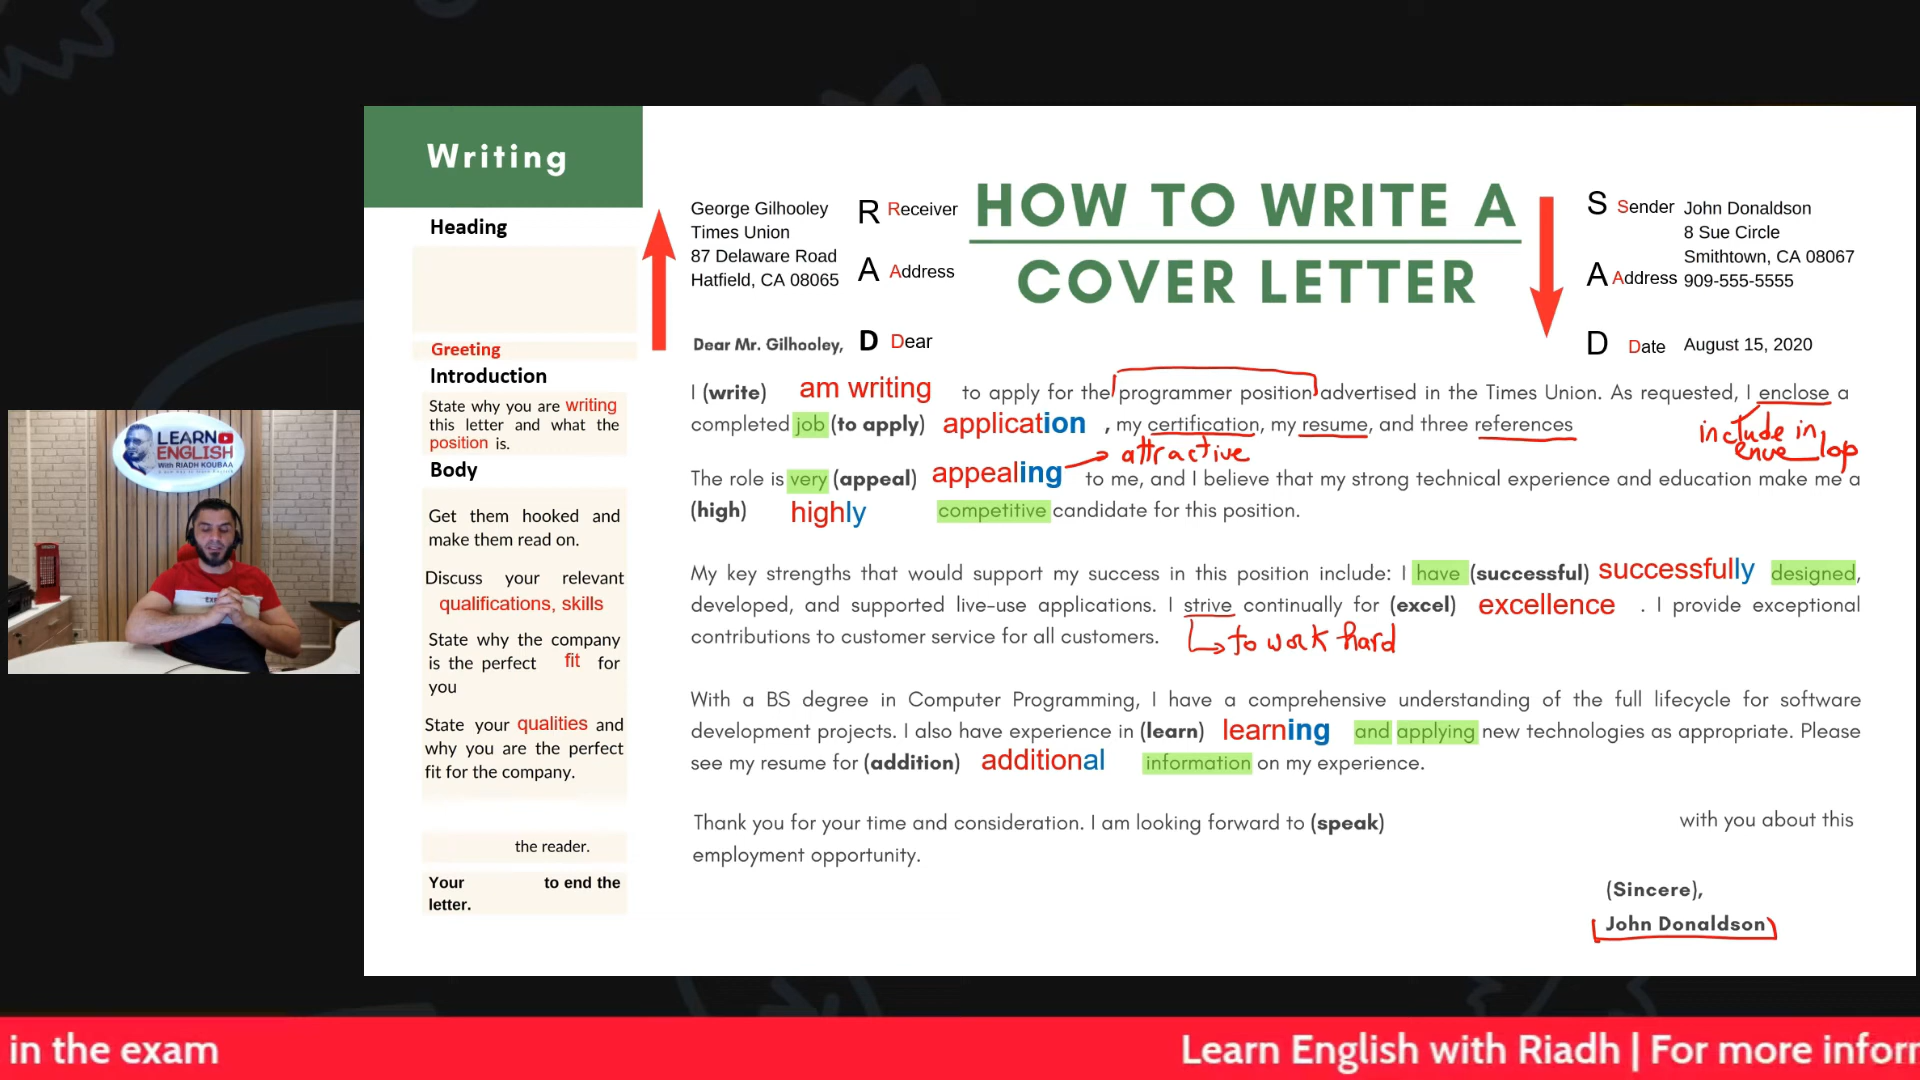 Writing
Heading
Greeting
Introduction
State why you are writing
this letter and what the
position is.
Body
Get them hooked and
make them read on.
Discuss your relevant
qualifications, skills
State why the company
is the perfect fit for
you
State your qualities and
why you are the perfect
fit for the company.
the reader.
Your to end the
letter.
George Gilhooley
Times Union
87 Delaware Road
Hatfield, CA 08065
R Receiver
A Address
D Dear
HOW TO WRITE A
COVER LETTER
S Sender
A Address
D Date
John Donaldson
8 Sue Circle
Smithtown, CA 08067
909-555-5555
August 15, 2020
Dear Mr. Gilhooley,
I (write) am writing to apply for the programmer position advertised in the Times Union. As requested, I enclose a
completed job (to apply) application , my certification, my resume, and three references
include in
enve lop
attractive
The role is very (appeal) appealing to me, and I believe that my strong technical experience and education make me a
(high) highly competitive candidate for this position.
My key strengths that would support my success in this position include: I have (successful) successfully designed,
developed, and supported live-use applications. I strive continually for (excel) excellence . I provide exceptional
contributions to customer service for all customers.
to work hard
With a BS degree in Computer Programming, I have a comprehensive understanding of the full lifecycle for software
development projects. I also have experience in (learn) learning and applying new technologies as appropriate. Please
see my resume for (addition) additional information on my experience.
Thank you for your time and consideration. I am looking forward to (speak) with you about this
employment opportunity.
(Sincere),
John Donaldson
LEARN
ENGLISH
With RIADH KOUBAA
in the exam
Learn English with Riadh | For more inforr